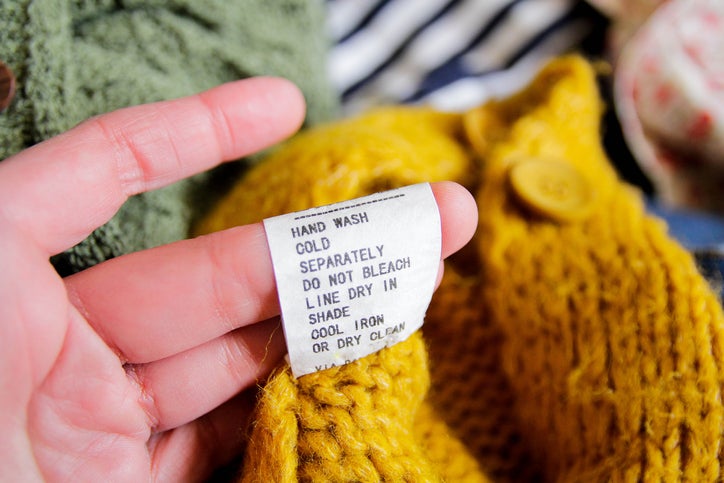 HAND WASH
COLD
SEPARATELY
DO NOT BLEACH
LINE DRY IN
SHADE
COOL IRON
OR DRY CLEAN